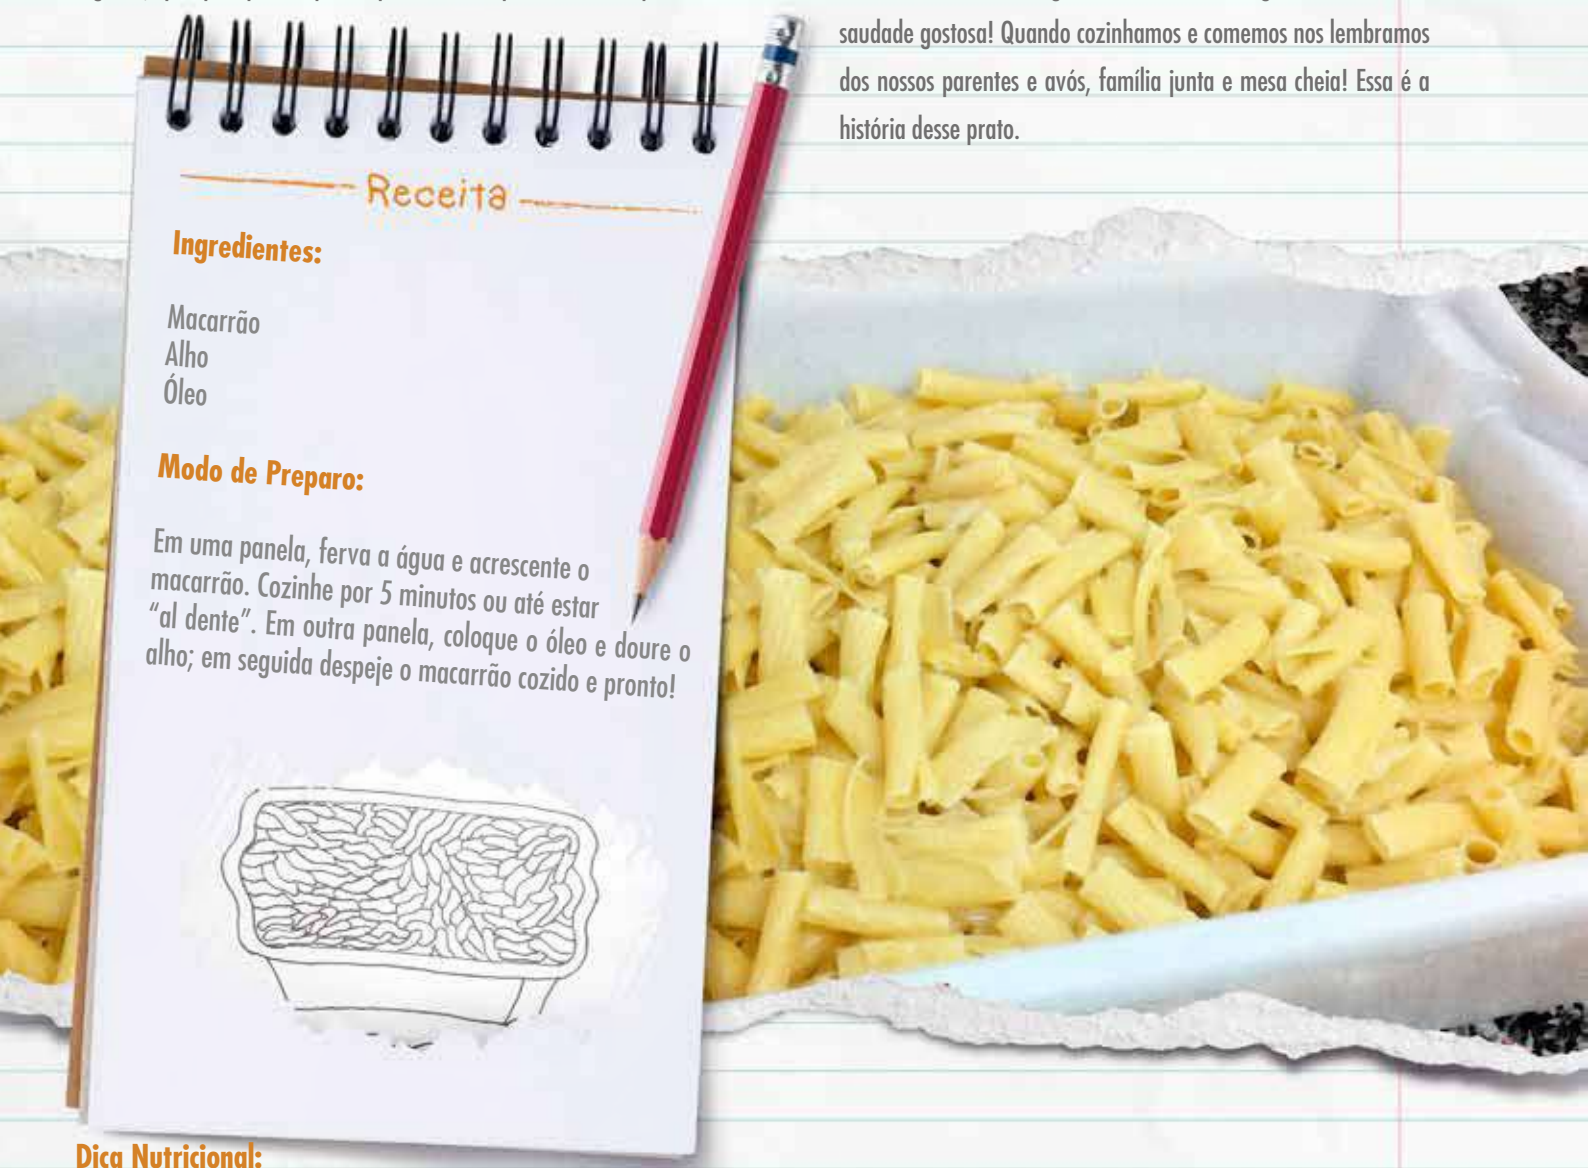 saudade gostosa! Quando cozinhamos e comemos nos lembramos
dos nossos parentes e avós, família junta e mesa cheia! Essa é a
história desse prato.
Receita
Ingredientes:
Macarrão
Alho
Óleo
Modo de Preparo:
Em uma panela, ferva a água e acrescente o
macarrão. Cozinhe por 5 minutos ou até estar
“al dente”. Em outra panela, coloque o óleo e doure o
alho; em seguida despeje o macarrão cozido e pronto!
Dica Nutricional: